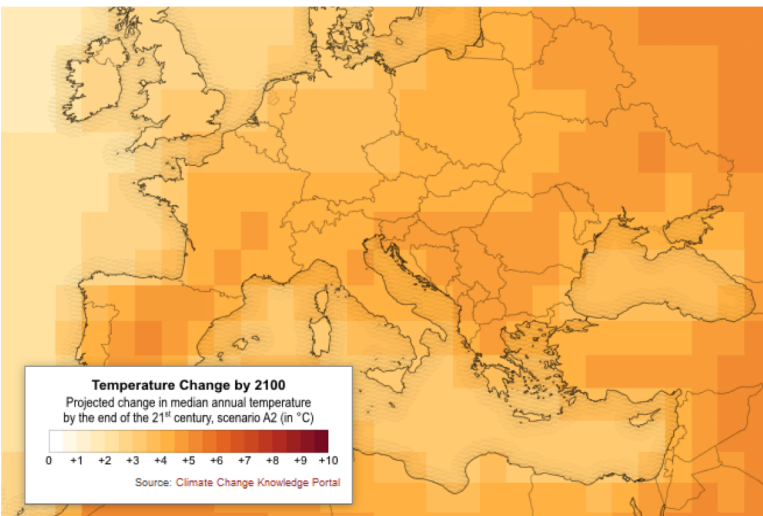 Temperature Change by 2100
Projected change in median annual temperature
by the end of the 21st century, scenario A2 (in °C)
0 +1 +2 +3 +4 +5 +6 +7 +8 +9 +10
Source: Climate Change Knowledge Portal